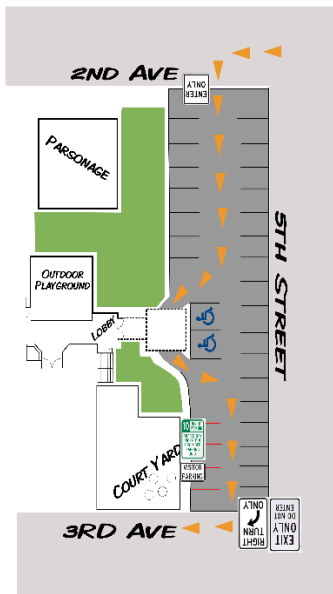 2ND AVE
ENTER
ONLY
PARSONAGE
5TH STREET
OUTDOOR
PLAYGROUND
LOBBY
10
COURT YARD
VISITOR
PARKING
3RD AVE
RIGHT
TURN
ONLY
EXIT
ONLY
DO NOT
ENTER